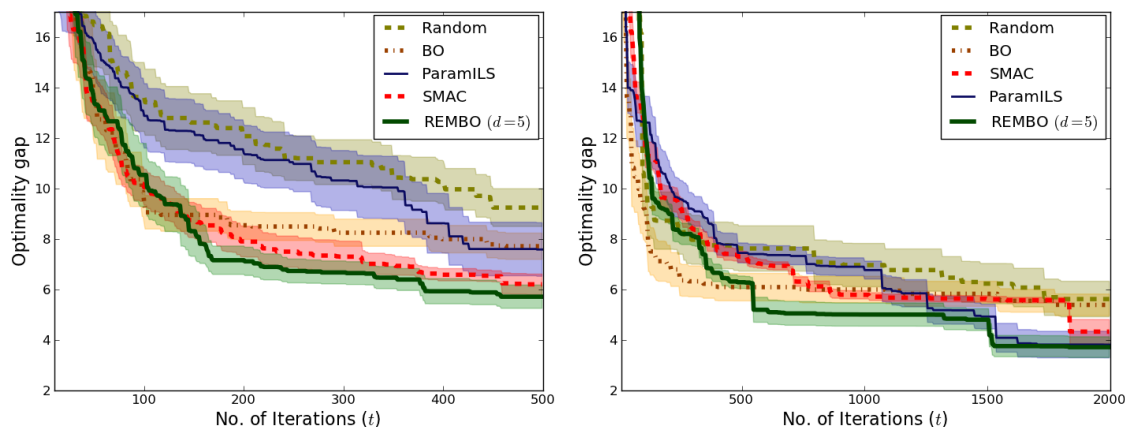 16
14
12
10
8
6
4
2
Optimality gap
100
200
300
400
500
No. of Iterations (t)
Random
BO
ParamILS
SMAC
REMBO (d=5)
16
14
12
10
8
6
4
2
Optimality gap
500
1000
1500
2000
No. of Iterations (t)
Random
BO
SMAC
ParamILS
REMBO (d=5)